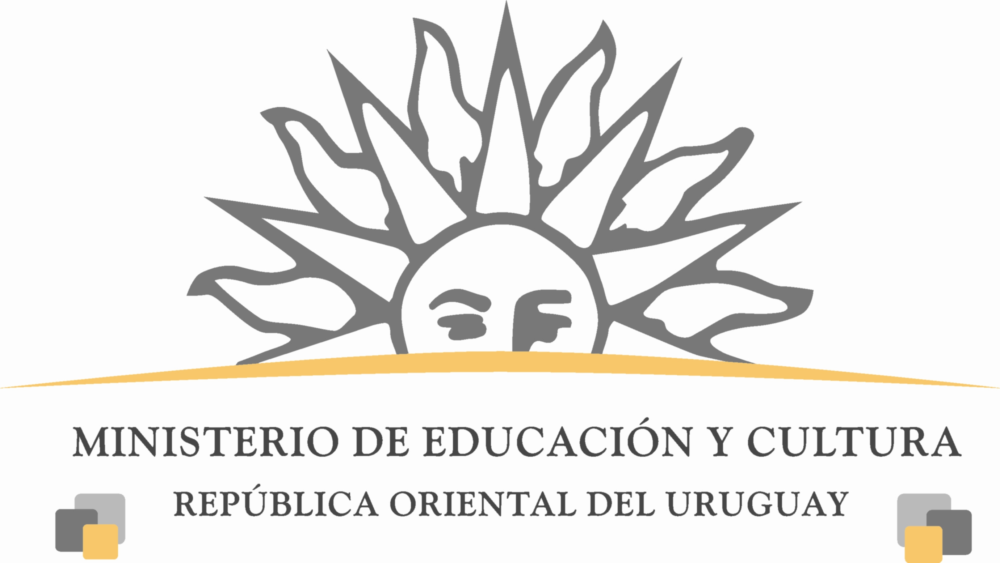 MINISTERIO DE EDUCACIÓN Y CULTURA
REPÚBLICA ORIENTAL DEL URUGUAY